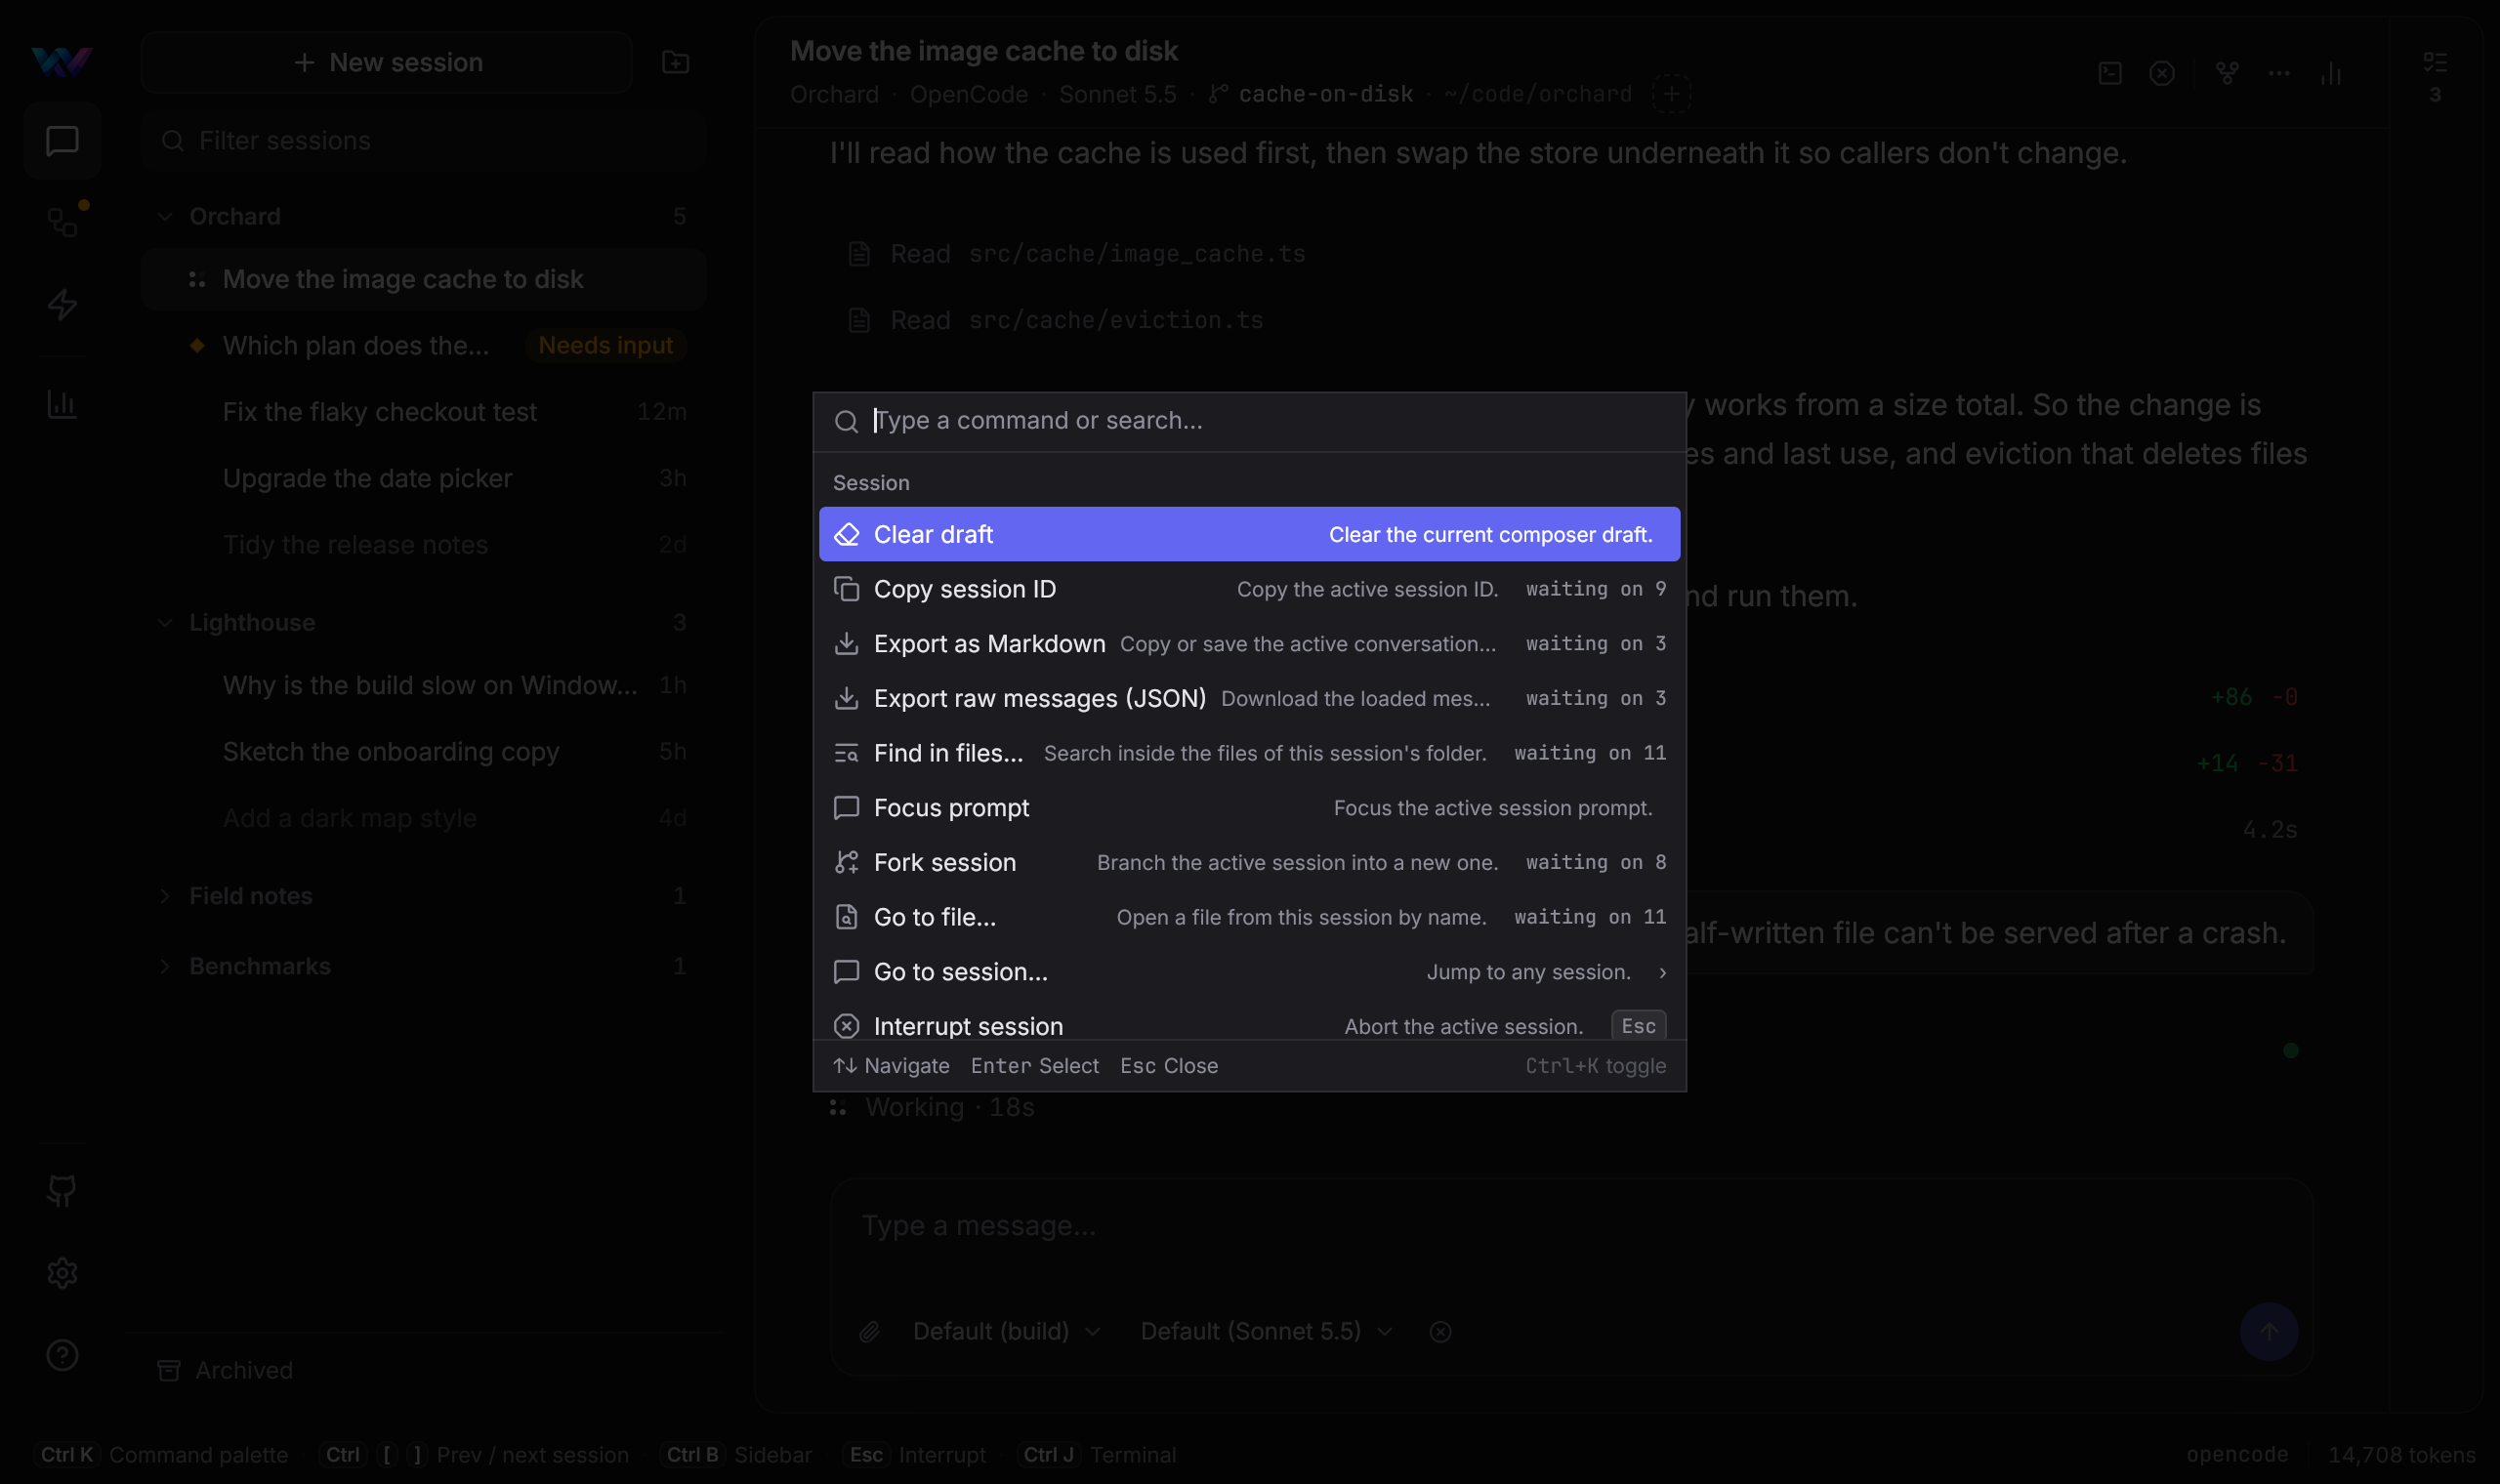 New session
Filter sessions
Orchard 5
Move the image cache to disk
Which plan does the... Needs input
Fix the flaky checkout test 12m
Upgrade the date picker 3h
Tidy the release notes 2d
Lighthouse 3
Why is the build slow on Window... 1h
Sketch the onboarding copy 5h
Add a dark map style 4d
Field notes 1
Benchmarks 1
Archived
Move the image cache to disk
Orchard · OpenCode · Sonnet 5.5 · cache-on-disk · ~/code/orchard
3
I'll read how the cache is used first, then swap the store underneath it so callers don't change.
Read src/cache/image_cache.ts
Read src/cache/eviction.ts
works from a size total. So the change is
and last use, and eviction that deletes files
run them.
+86 -0
+14 -31
4.2s
file can't be served after a crash.
Type a command or search...
Session
Clear draft Clear the current composer draft.
Copy session ID Copy the active session ID. waiting on 9
Export as Markdown Copy or save the active conversation... waiting on 3
Export raw messages (JSON) Download the loaded mes... waiting on 3
Find in files... Search inside the files of this session's folder. waiting on 11
Focus prompt Focus the active session prompt.
Fork session Branch the active session into a new one. waiting on 8
Go to file... Open a file from this session by name. waiting on 11
Go to session... Jump to any session. ›
Interrupt session Abort the active session. Esc
↑↓ Navigate Enter Select Esc Close Ctrl+K toggle
Working · 18s
Type a message...
Default (build) Default (Sonnet 5.5)
Ctrl K Command palette Ctrl [ ] Prev / next session Ctrl B Sidebar Esc Interrupt Ctrl J Terminal opencode 14,708 tokens